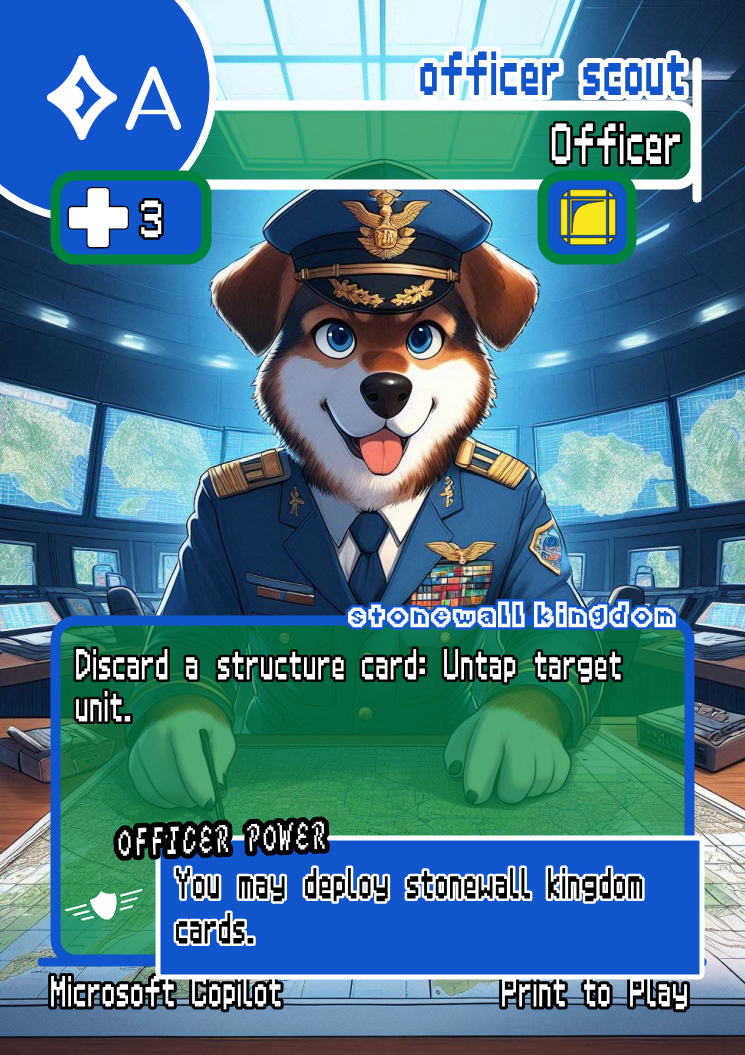 A
officer scout
Officer
3
stonewall kingdom
Discard a structure card: Untap target
unit.
OFFICER POWER
You may deploy stonewall kingdom
cards.
Microsoft Copilot
Print to Play